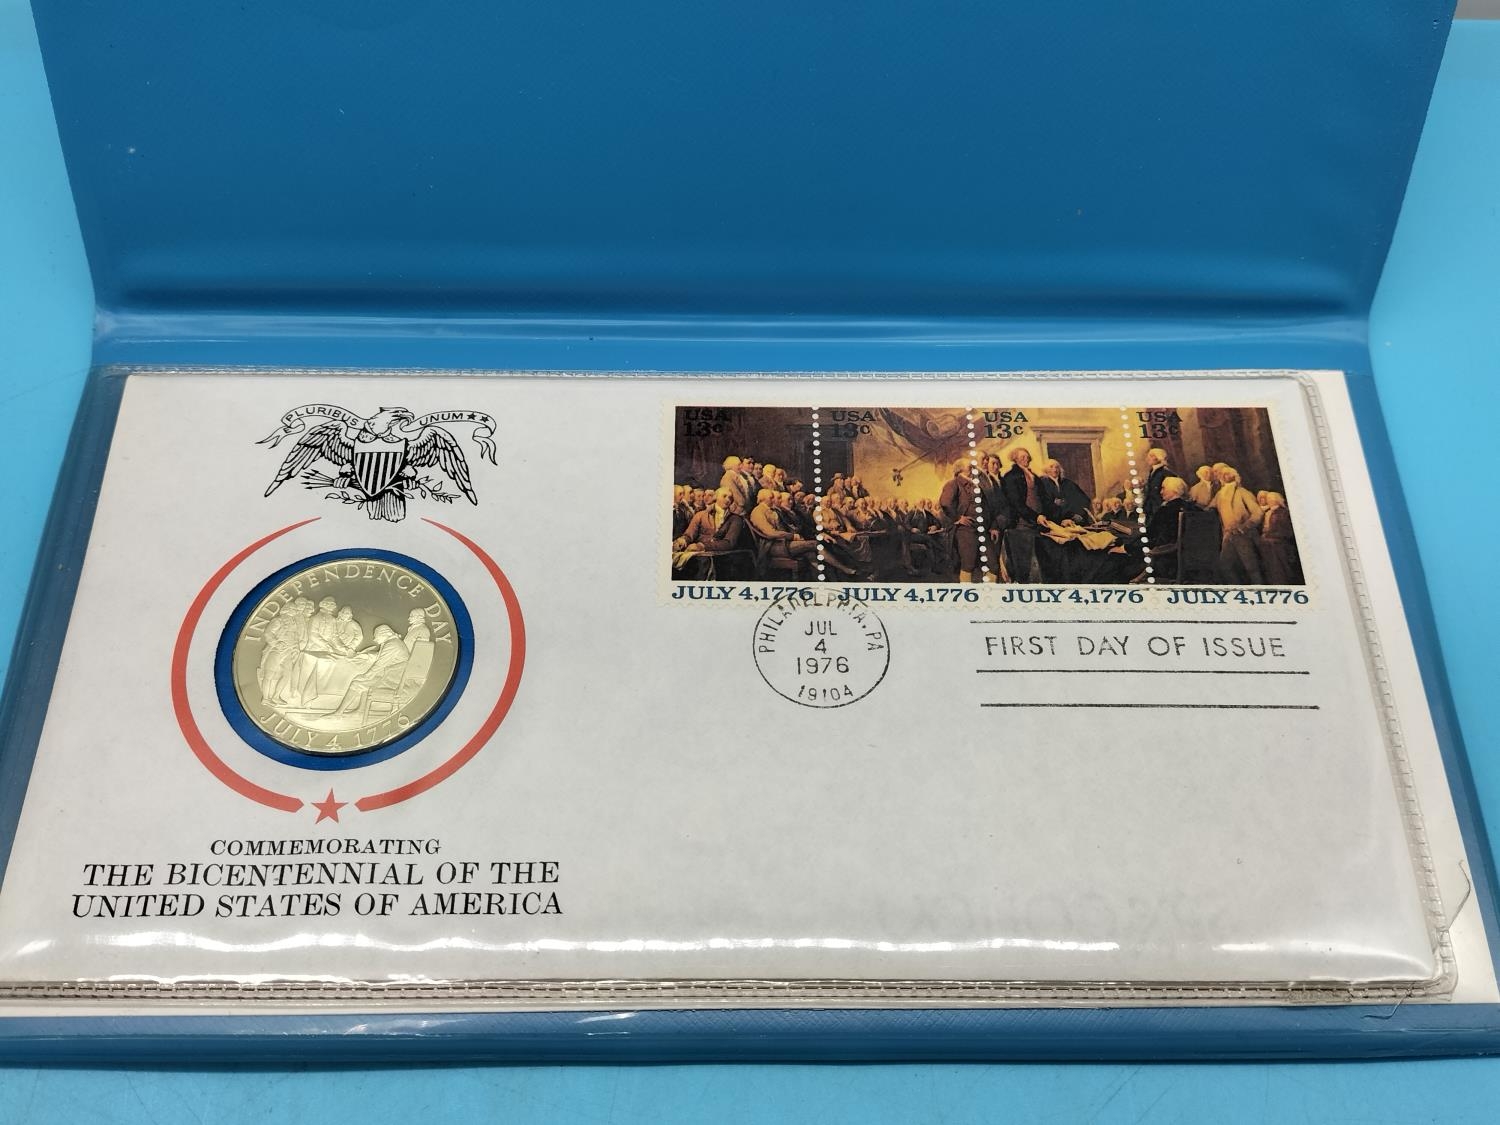 PLURIBUS UNUM
INDEPENDENCE DAY
JULY 4, 1776
COMMEMORATING
THE BICENTENNIAL OF THE
UNITED STATES OF AMERICA
USA USA USA USA
13c 13c 13c 13c
JULY 4,1776 JULY 4,1776 JULY 4,1776 JULY 4,1776
PHILADELPHIA, PA
JUL
4
1976
19104
FIRST DAY OF ISSUE